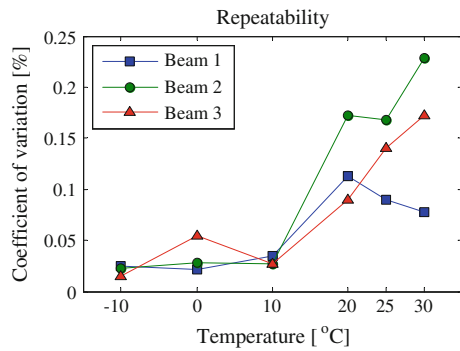 Repeatability
Coefficient of variation [%]
0.25
0.2
0.15
0.1
0.05
0
Beam 1
Beam 2
Beam 3
-10 0 10 20 25 30
Temperature [ °C]